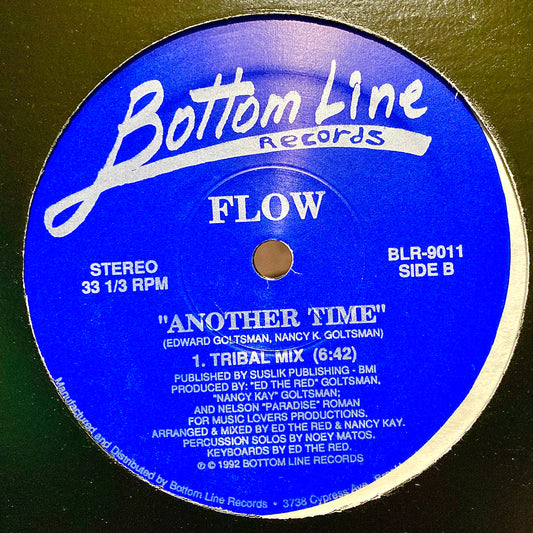 Bottom Line
Records
FLOW
STEREO
33 1/3 RPM
BLR-9011
SIDE B
"ANOTHER TIME"
(EDWARD GOLTSMAN, NANCY K. GOLTSMAN)
1. TRIBAL MIX (6:42)
PUBLISHED BY SUSLIK PUBLISHING - BMI
PRODUCED BY: "ED THE RED" GOLTSMAN,
"NANCY KAY" GOLTSMAN;
AND NELSON "PARADISE" ROMAN
FOR MUSIC LOVERS PRODUCTIONS.
ARRANGED & MIXED BY ED THE RED & NANCY KAY.
PERCUSSION SOLOS BY NOEY MATOS.
KEYBOARDS BY ED THE RED.
℗ © 1992 BOTTOM LINE RECORDS
Manufactured and Distributed by Bottom Line Records • 3738 Cypress Ave.